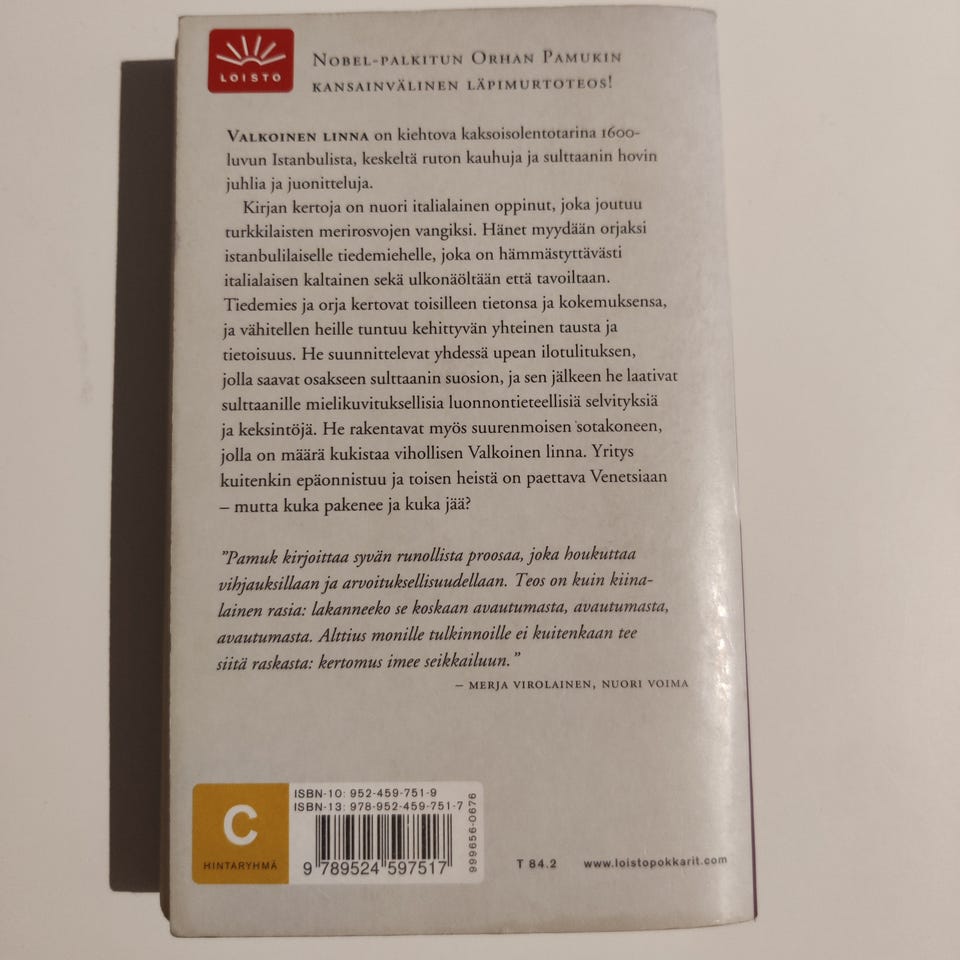 LOISTO
NOBEL-PALKITUN ORHAN PAMUKIN
KANSAINVÄLINEN LÄPIMURTOTEOS!
VALKOINEN LINNA on kiehtova kaksoisolentotarina 1600-
luvun Istanbulista, keskeltä ruton kauhuja ja sulttaanin hovin
juhlia ja juonitteluja.
Kirjan kertoja on nuori italialainen oppinut, joka joutuu
turkkilaisten merirosvojen vangiksi. Hänet myydään orjaksi
istanbulilaiselle tiedemiehelle, joka on hämmästyttävästi
italialaisen kaltainen sekä ulkonäöltään että tavoiltaan.
Tiedemies ja orja kertovat toisilleen tietonsa ja kokemuksensa,
ja vähitellen heille tuntuu kehittyvän yhteinen tausta ja
tietoisuus. He suunnittelevat yhdessä upean ilotulituksen,
jolla saavat osakseen sulttaanin suosion, ja sen jälkeen he laativat
sulttaanille mielikuvituksellisia luonnontieteellisiä selvityksiä
ja keksintöjä. He rakentavat myös suurenmoisen sotakoneen,
jolla on määrä kukistaa vihollisen Valkoinen linna. Yritys
kuitenkin epäonnistuu ja toisen heistä on paettava Venetsiaan
– mutta kuka pakenee ja kuka jää?
”Pamuk kirjoittaa syvän runollista proosaa, joka houkuttaa
vihjauksillaan ja arvoituksellisuudellaan. Teos on kuin kiina-
lainen rasia: lakanneeko se koskaan avautumasta, avautumasta,
avautumasta. Alttius monille tulkinnoille ei kuitenkaan tee
siitä raskasta: kertomus imee seikkailuun.”
– MERJA VIROLAINEN, NUORI VOIMA
C
HINTARYHMÄ
ISBN-10: 952-459-751-9
ISBN-13: 978-952-459-751-7
9 789524 597517
999656-0676
T 84.2
www.loistopokkarit.com